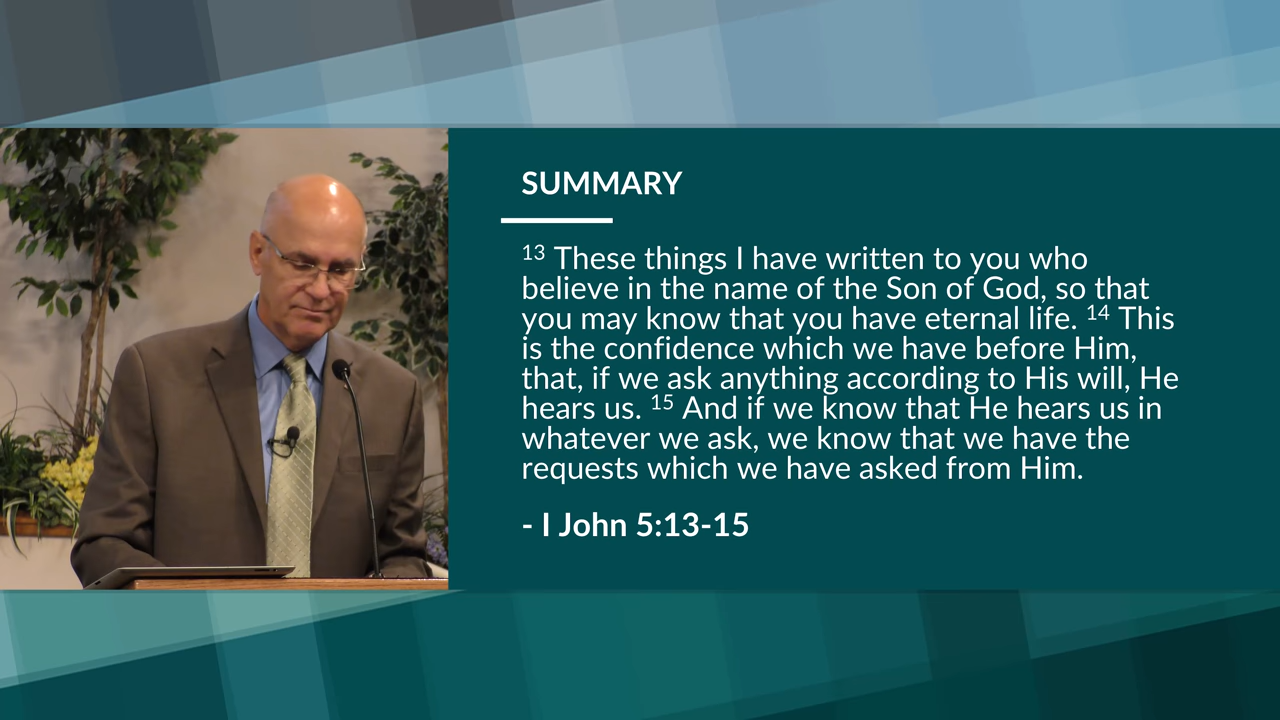 SUMMARY
13 These things I have written to you who
believe in the name of the Son of God, so that
you may know that you have eternal life. 14 This
is the confidence which we have before Him,
that, if we ask anything according to His will, He
hears us. 15 And if we know that He hears us in
whatever we ask, we know that we have the
requests which we have asked from Him.
- I John 5:13-15